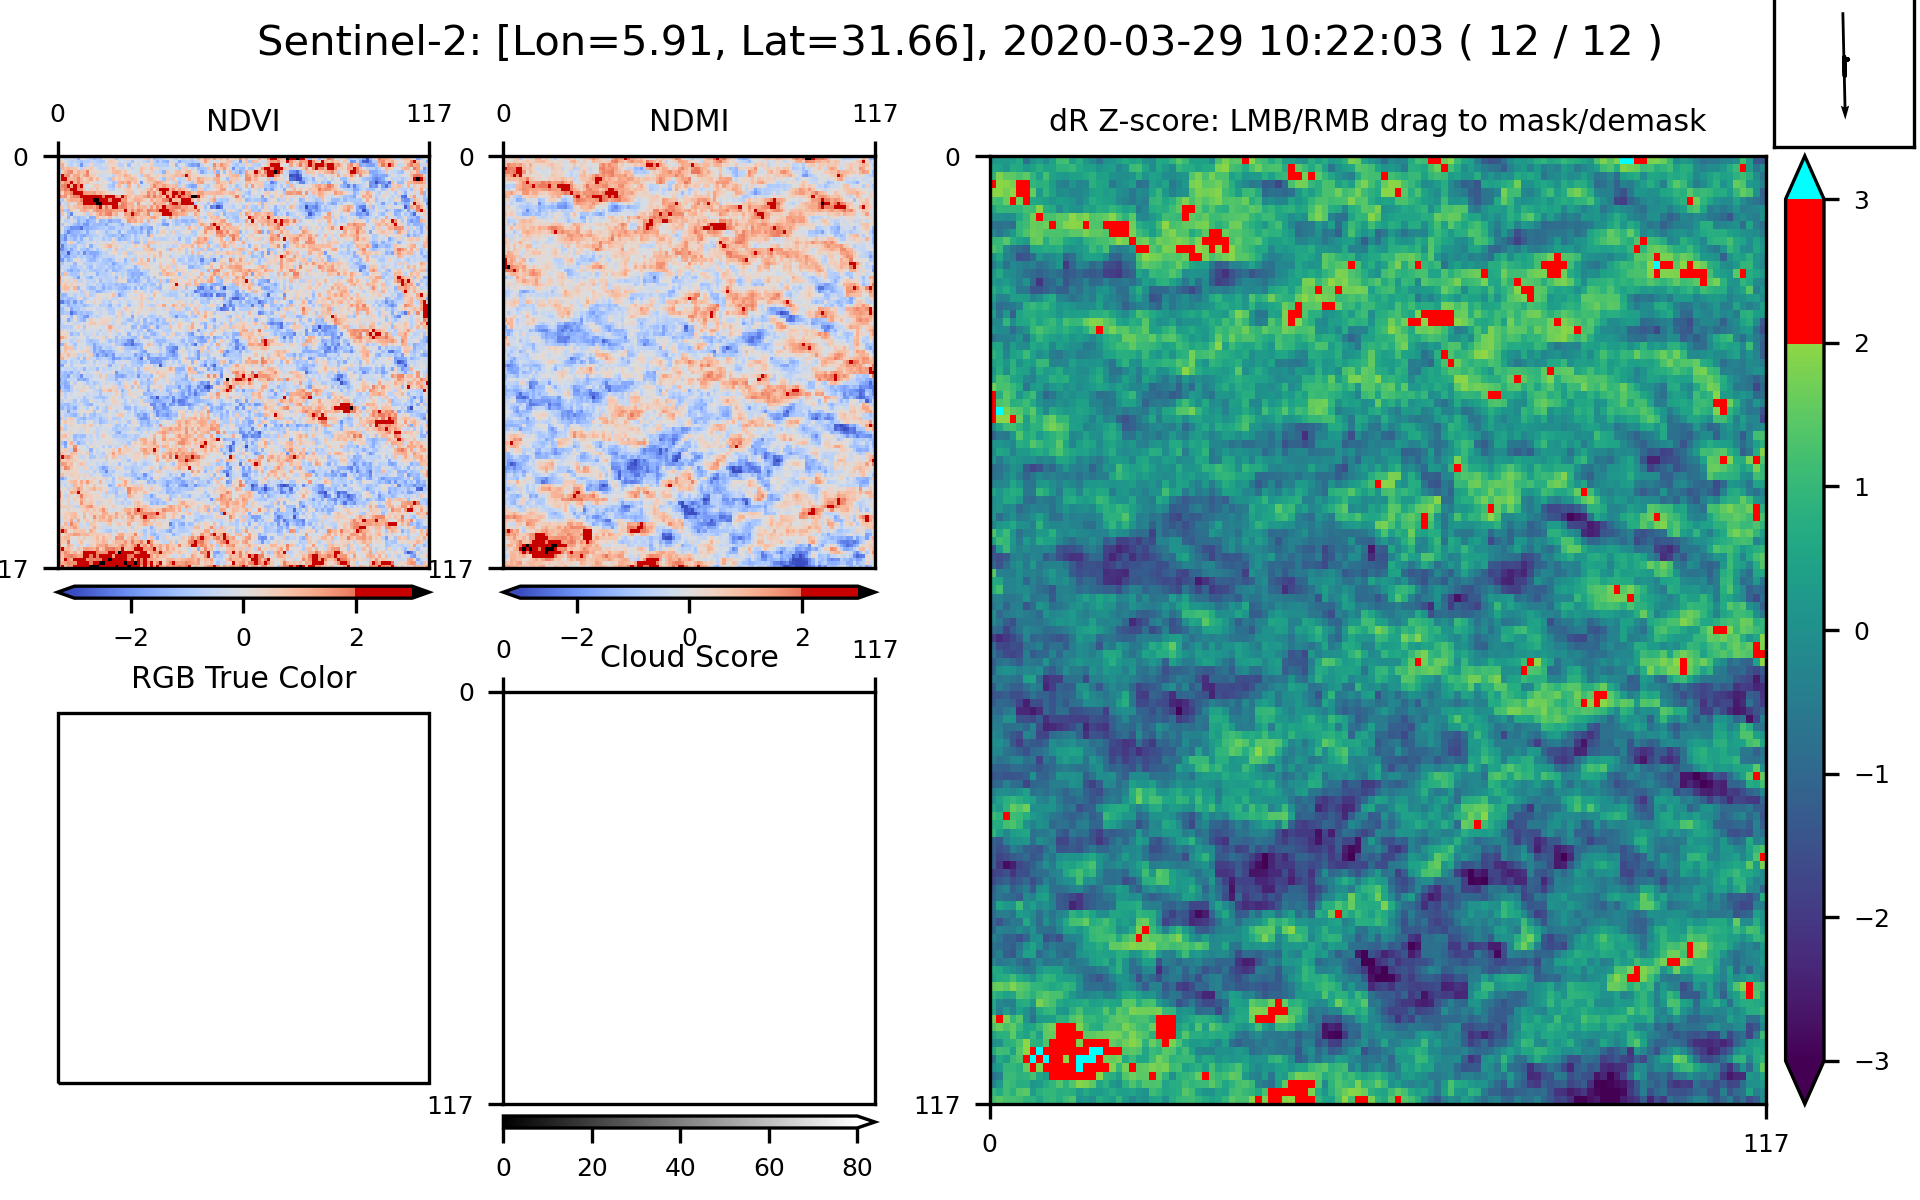 Sentinel-2: [Lon=5.91, Lat=31.66], 2020-03-29 10:22:03 ( 12 / 12 )
0 117 0 117
NDVI NDMI dR Z-score: LMB/RMB drag to mask/demask
0 0 0
3
2
1
0
−1
−2
−3
17 117
−2 0 2 −2 0 2
0 117
RGB True Color Cloud Score
0
117 117
0 20 40 60 80
0 117